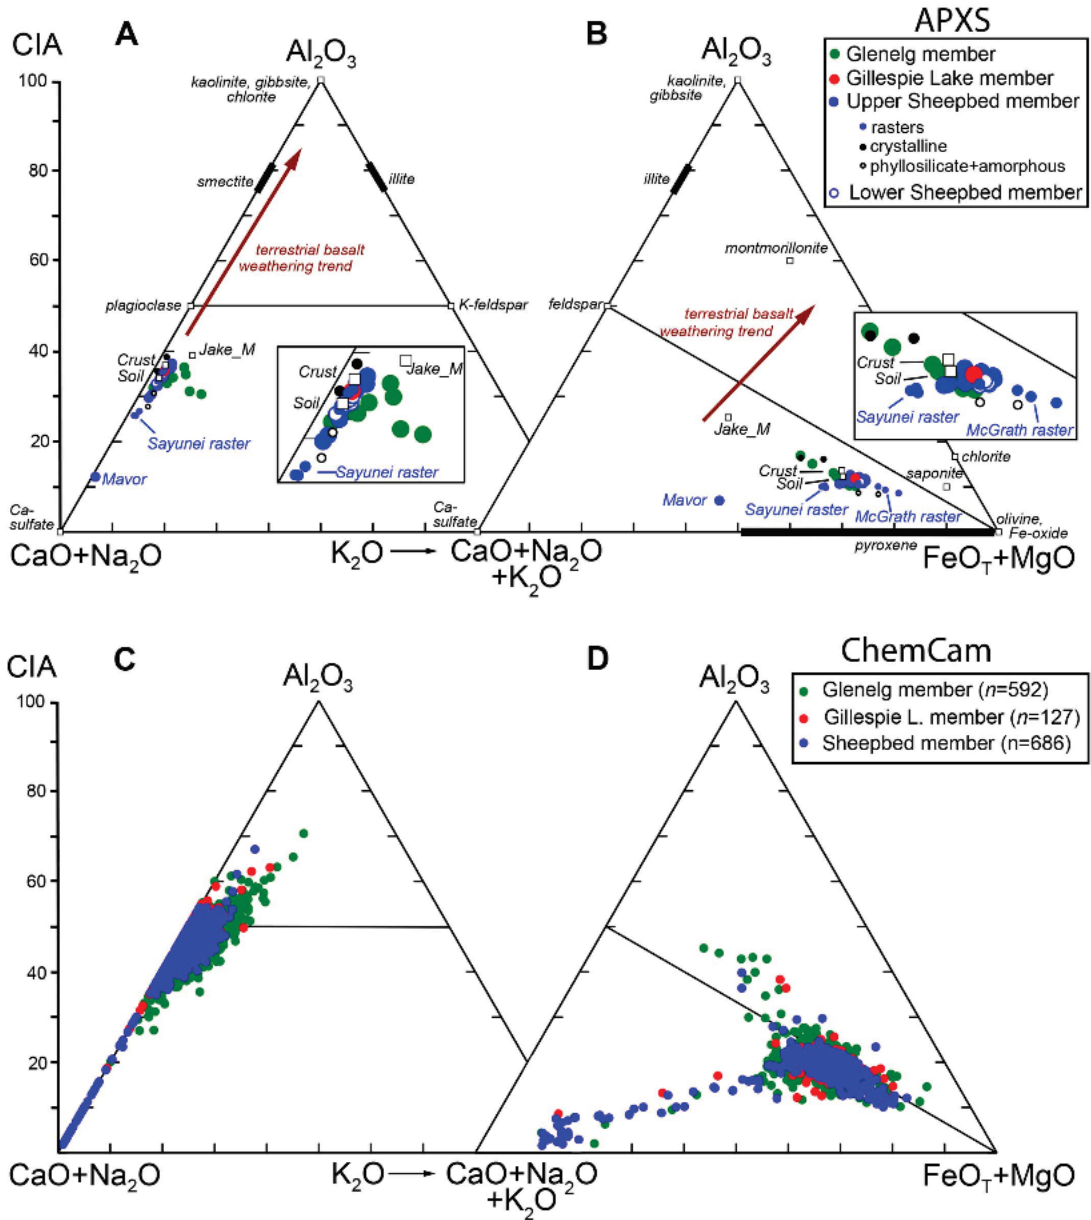 APXS
A
B
CIA
Al2O3
Al2O3
Glenelg member
Gillespie Lake member
Upper Sheepbed member
rasters
crystalline
phyllosilicate+amorphous
Lower Sheepbed member
kaolinite, gibbsite,
chlorite
kaolinite,
gibbsite
100
80
60
40
20
smectite
illite
illite
montmorillonite
terrestrial basalt
weathering trend
terrestrial basalt
weathering trend
plagioclase
K-feldspar
feldspar
Crust
Soil
Jake_M
Crust
Soil
Jake_M
Sayunei raster
Sayunei raster
Mavor
Crust
Soil
Sayunei raster
McGrath raster
Jake_M
Crust
Soil
Mavor
Sayunei raster
McGrath raster
chlorite
saponite
Ca-
sulfate
Ca-
sulfate
olivine,
Fe-oxide
pyroxene
CaO+Na2O
K2O
CaO+Na2O
+K2O
FeOT+MgO
ChemCam
C
D
CIA
Al2O3
Al2O3
Glenelg member (n=592)
Gillespie L. member (n=127)
Sheepbed member (n=686)
100
80
60
40
20
CaO+Na2O
K2O
CaO+Na2O
+K2O
FeOT+MgO